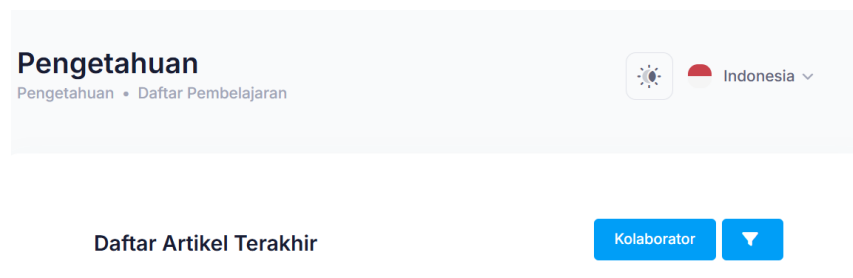 Pengetahuan
Pengetahuan • Daftar Pembelajaran
Indonesia
Daftar Artikel Terakhir
Kolaborator